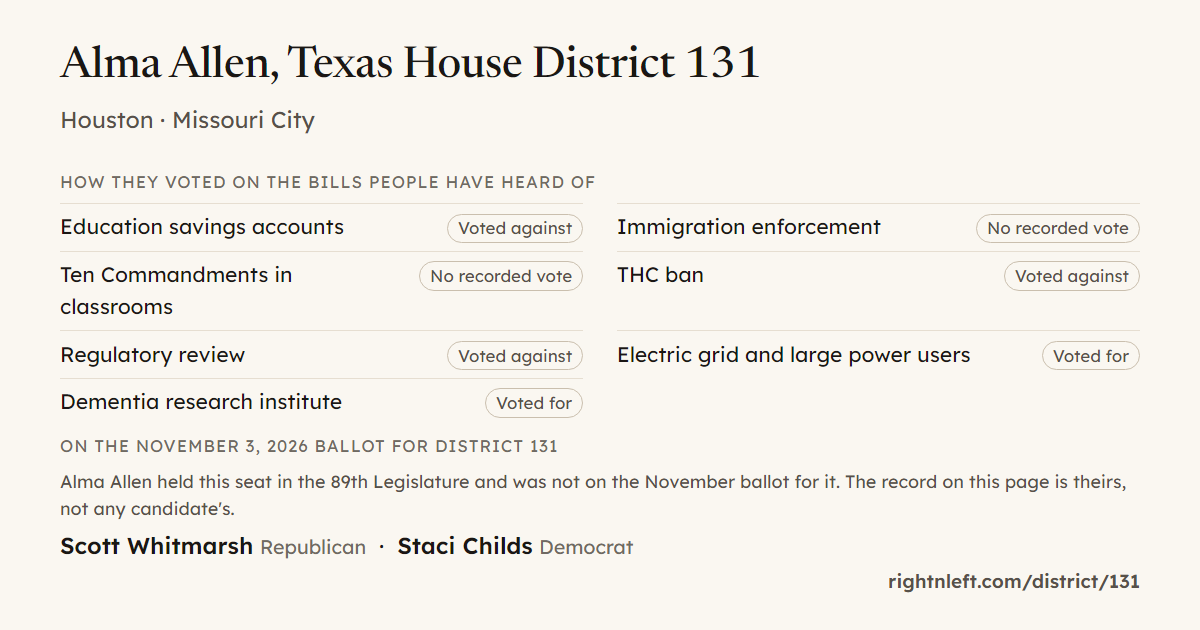 Alma Allen, Texas House District 131
Houston · Missouri City
HOW THEY VOTED ON THE BILLS PEOPLE HAVE HEARD OF
Education savings accounts Voted against
Immigration enforcement No recorded vote
Ten Commandments in
classrooms No recorded vote
THC ban Voted against
Regulatory review Voted against
Electric grid and large power users Voted for
Dementia research institute Voted for
ON THE NOVEMBER 3, 2026 BALLOT FOR DISTRICT 131
Alma Allen held this seat in the 89th Legislature and was not on the November ballot for it. The record on this page is theirs,
not any candidate's.
Scott Whitmarsh Republican · Staci Childs Democrat
rightnleft.com/district/131